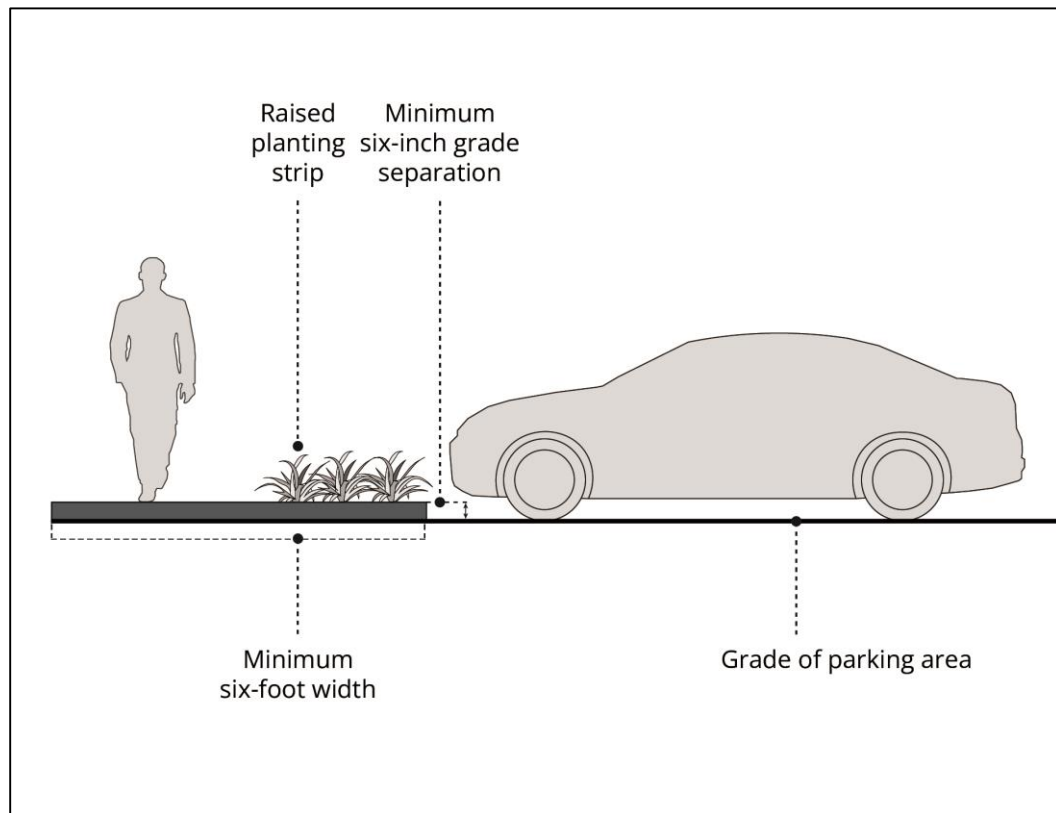 Raised
planting
strip
Minimum
six-inch grade
separation
Minimum
six-foot width
Grade of parking area